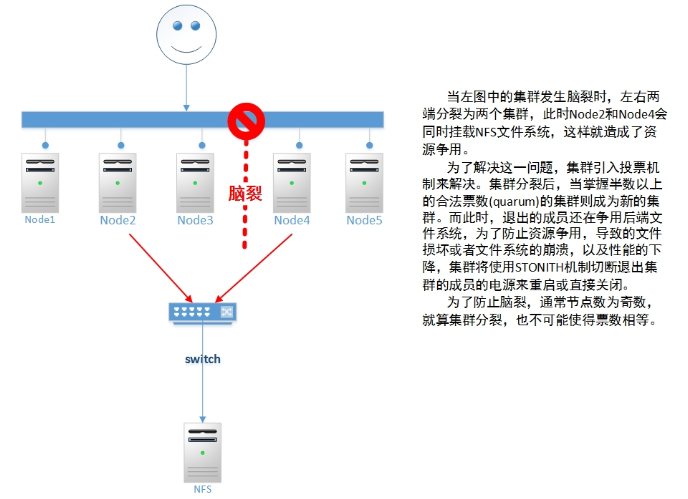 Node1
Node2
Node3
脑裂
Node4
Node5
switch
NFS
当左图中的集群发生脑裂时，左右两
端分裂为两个集群，此时Node2和Node4会
同时挂载NFS文件系统，这样就造成了资
源争用。
为了解决这一问题，集群引入投票机
制来解决。集群分裂后，当掌握半数以上
的合法票数(quarum)的集群则成为新的集
群。而此时，退出的成员还在争用后端文
件系统，为了防止资源争用，导致的文件
损坏或者文件系统的崩溃，以及性能的下
降，集群将使用STONITH机制切断退出集
群的成员的电源来重启或直接关闭。
为了防止脑裂，通常节点数为奇数，
就算集群分裂，也不可能使得票数相等。